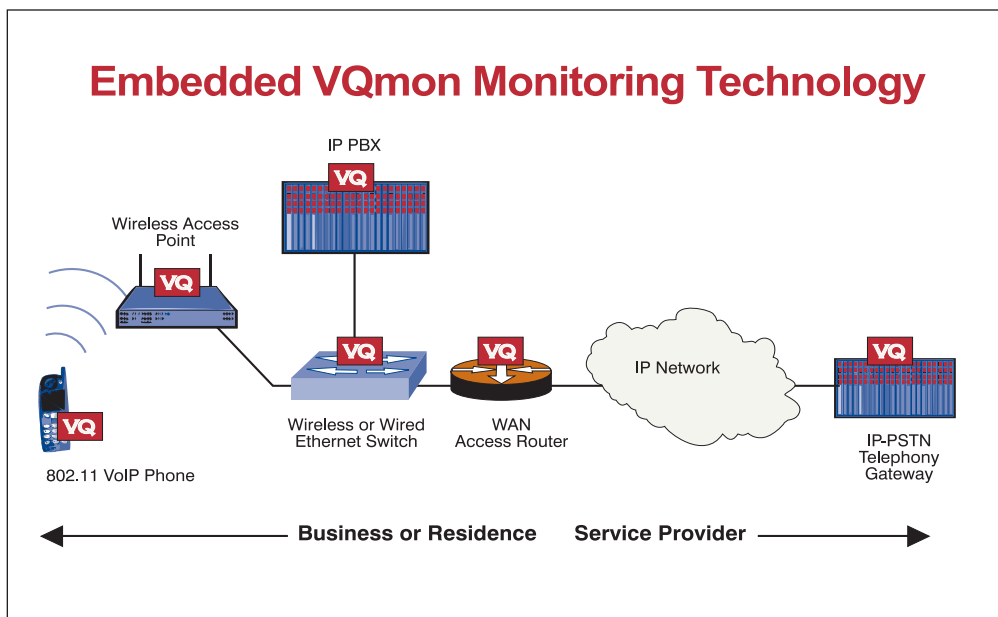 Embedded VQmon Monitoring Technology
IP PBX
VQ
Wireless Access
Point
VQ
VQ
802.11 VoIP Phone
VQ
Wireless or Wired
Ethernet Switch
VQ
WAN
Access Router
IP Network
VQ
IP-PSTN
Telephony
Gateway
Business or Residence
Service Provider